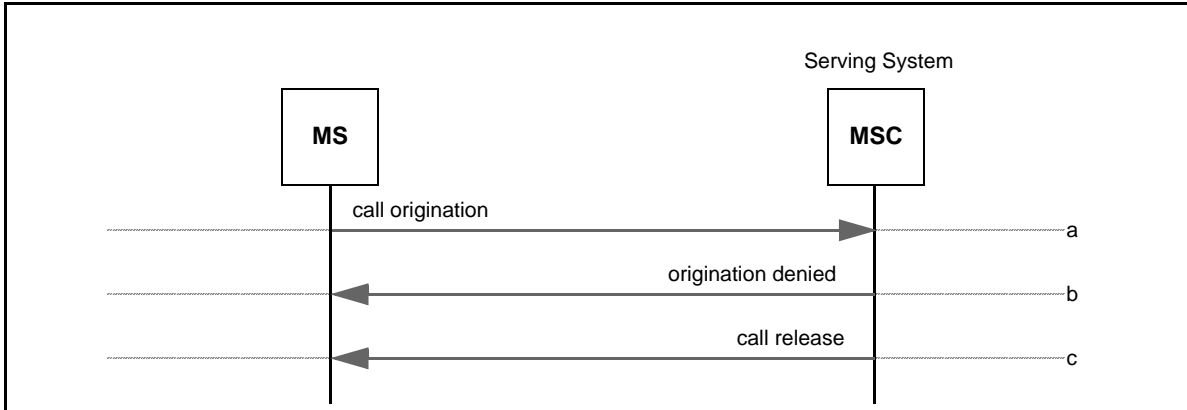 Serving System
MS
MSC
call origination
a
origination denied
b
call release
c